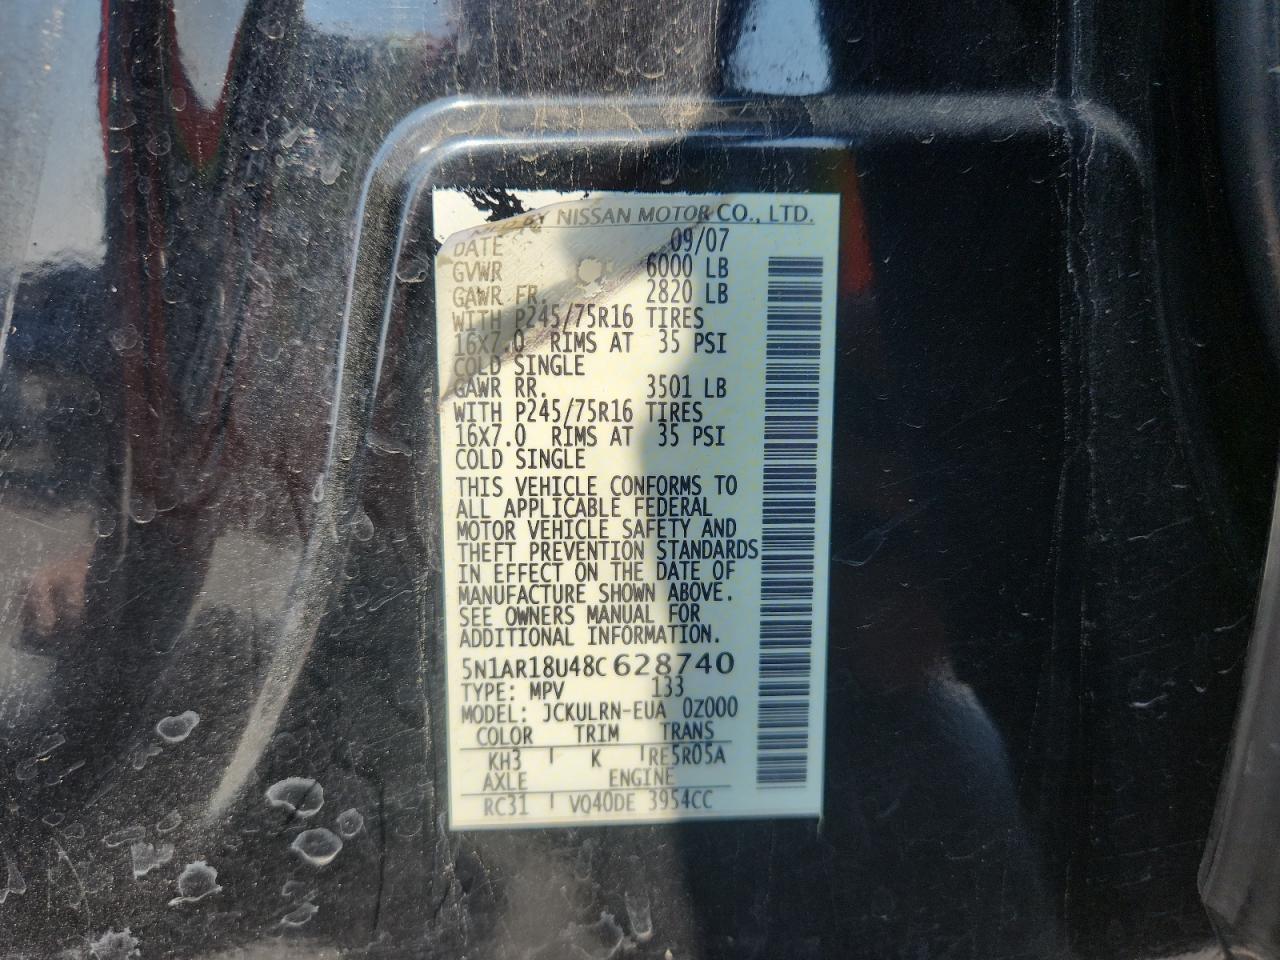 BY NISSAN MOTOR CO., LTD.
DATE 09/07
GVWR 6000 LB
GAWR FR. 2820 LB
WITH P245/75R16 TIRES
16X7.0 RIMS AT 35 PSI
COLD SINGLE
GAWR RR. 3501 LB
WITH P245/75R16 TIRES
16X7.0 RIMS AT 35 PSI
COLD SINGLE
THIS VEHICLE CONFORMS TO
ALL APPLICABLE FEDERAL
MOTOR VEHICLE SAFETY AND
THEFT PREVENTION STANDARDS
IN EFFECT ON THE DATE OF
MANUFACTURE SHOWN ABOVE.
SEE OWNERS MANUAL FOR
ADDITIONAL INFORMATION.
5N1AR18U48C628740
TYPE: MPV 133
MODEL: JCKULRN-EUA 0Z000
COLOR TRIM TRANS
KH3 K RE5R05A
AXLE ENGINE
RC31 VQ40DE 3954CC